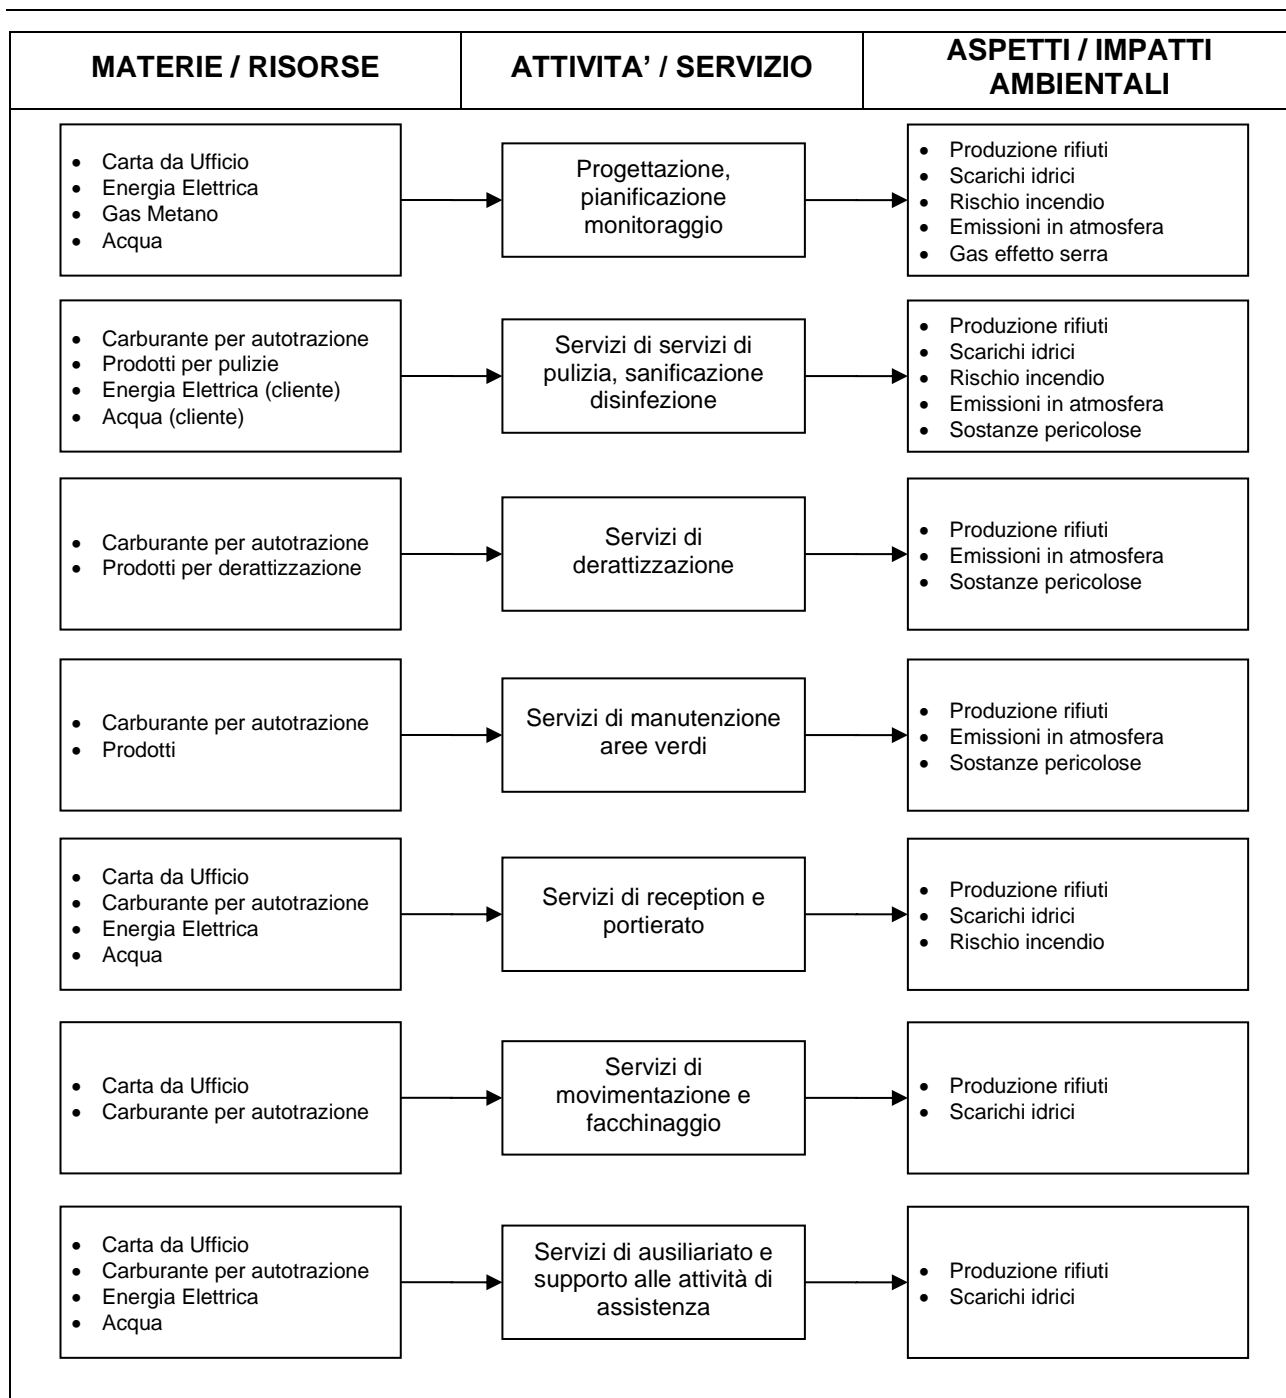 MATERIE / RISORSE
ATTIVITA’ / SERVIZIO
ASPETTI / IMPATTI
AMBIENTALI
• Carta da Ufficio
• Energia Elettrica
• Gas Metano
• Acqua
Progettazione,
pianificazione
monitoraggio
• Produzione rifiuti
• Scarichi idrici
• Rischio incendio
• Emissioni in atmosfera
• Gas effetto serra
• Carburante per autotrazione
• Prodotti per pulizie
• Energia Elettrica (cliente)
• Acqua (cliente)
Servizi di servizi di
pulizia, sanificazione
disinfezione
• Produzione rifiuti
• Scarichi idrici
• Rischio incendio
• Emissioni in atmosfera
• Sostanze pericolose
• Carburante per autotrazione
• Prodotti per derattizzazione
Servizi di
derattizzazione
• Produzione rifiuti
• Emissioni in atmosfera
• Sostanze pericolose
• Carburante per autotrazione
• Prodotti
Servizi di manutenzione
aree verdi
• Produzione rifiuti
• Emissioni in atmosfera
• Sostanze pericolose
• Carta da Ufficio
• Carburante per autotrazione
• Energia Elettrica
• Acqua
Servizi di reception e
portierato
• Produzione rifiuti
• Scarichi idrici
• Rischio incendio
• Carta da Ufficio
• Carburante per autotrazione
Servizi di
movimentazione e
facchinaggio
• Produzione rifiuti
• Scarichi idrici
• Carta da Ufficio
• Carburante per autotrazione
• Energia Elettrica
• Acqua
Servizi di ausiliariato e
supporto alle attività di
assistenza
• Produzione rifiuti
• Scarichi idrici